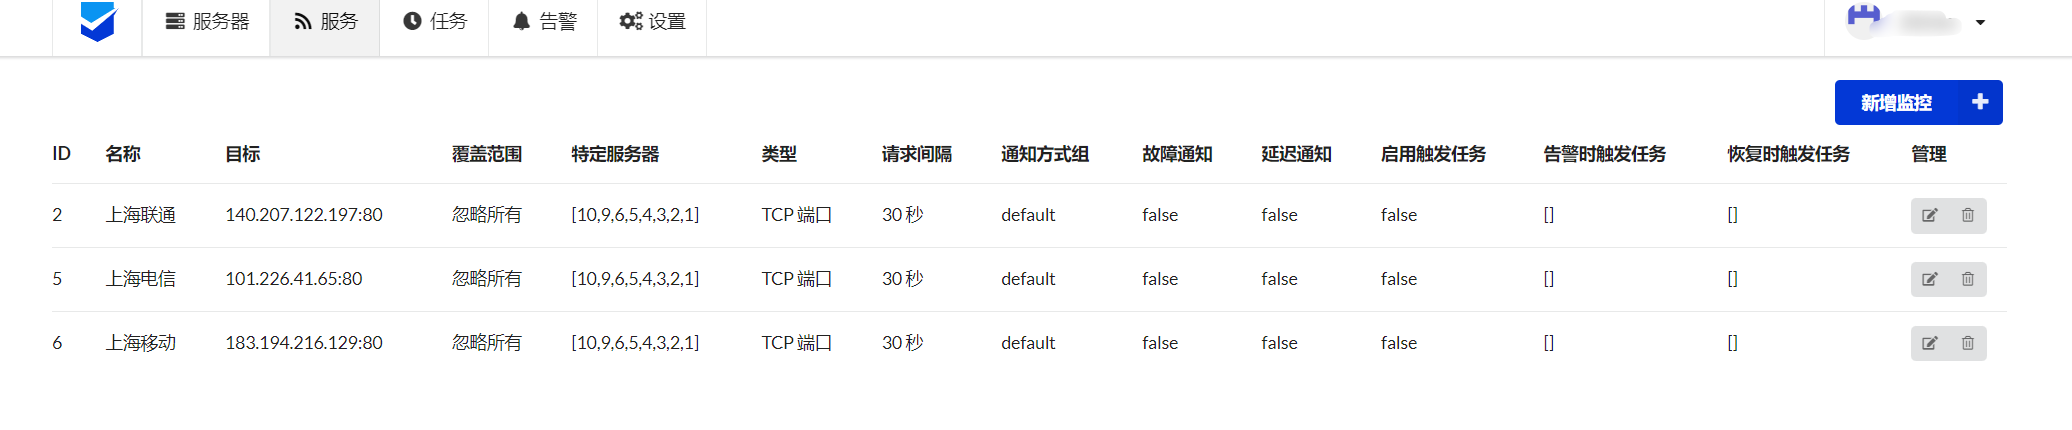 服务器 服务 任务 告警 设置
新增监控
ID 名称 目标 覆盖范围 特定服务器 类型 请求间隔 通知方式组 故障通知 延迟通知 启用触发任务 告警时触发任务 恢复时触发任务 管理
2 上海联通 140.207.122.197:80 忽略所有 [10,9,6,5,4,3,2,1] TCP 端口 30 秒 default false false false [] []
5 上海电信 101.226.41.65:80 忽略所有 [10,9,6,5,4,3,2,1] TCP 端口 30 秒 default false false false [] []
6 上海移动 183.194.216.129:80 忽略所有 [10,9,6,5,4,3,2,1] TCP 端口 30 秒 default false false false [] []